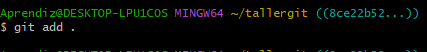 Aprendiz@DESKTOP-LPU1COS MINGW64 ~/tallergit ((8ce22b52...))
$ git add .